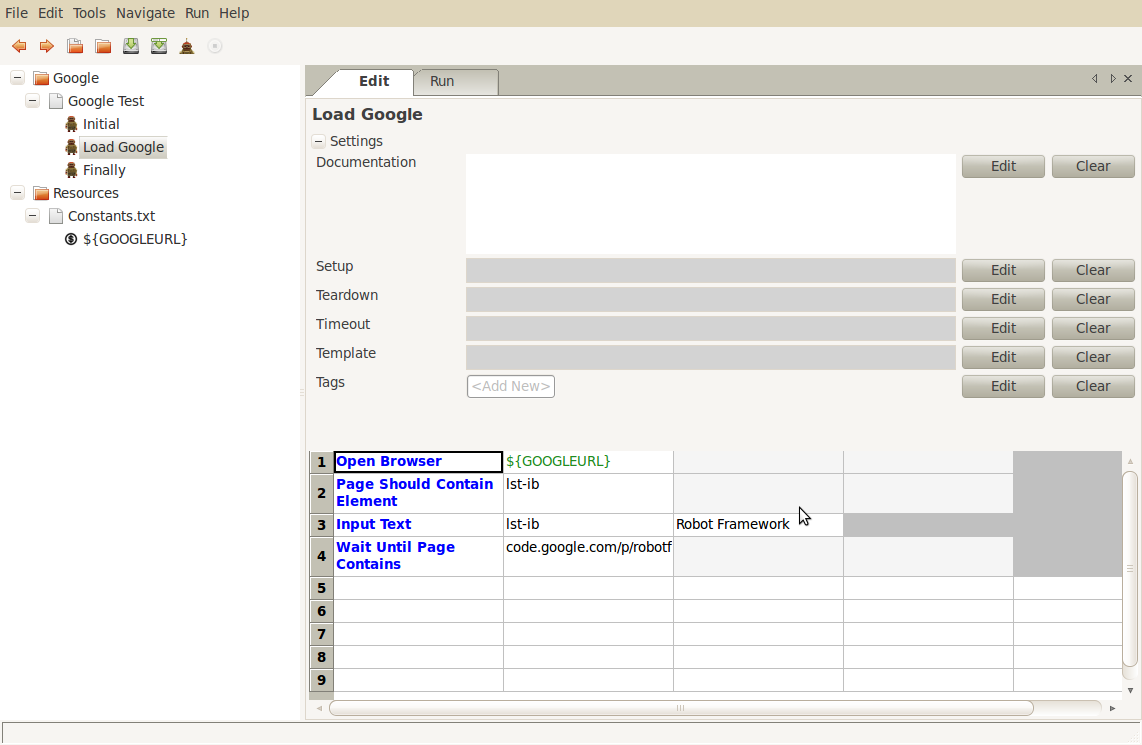 File Edit Tools Navigate Run Help
Google
Google Test
Initial
Load Google
Finally
Resources
Constants.txt
${GOOGLEURL}
Edit Run
Load Google
Settings
Documentation Edit Clear
Setup Edit Clear
Teardown Edit Clear
Timeout Edit Clear
Template Edit Clear
Tags <Add New> Edit Clear
1 Open Browser ${GOOGLEURL}
2 Page Should Contain Element lst-ib
3 Input Text lst-ib Robot Framework
4 Wait Until Page Contains code.google.com/p/robotf
5
6
7
8
9